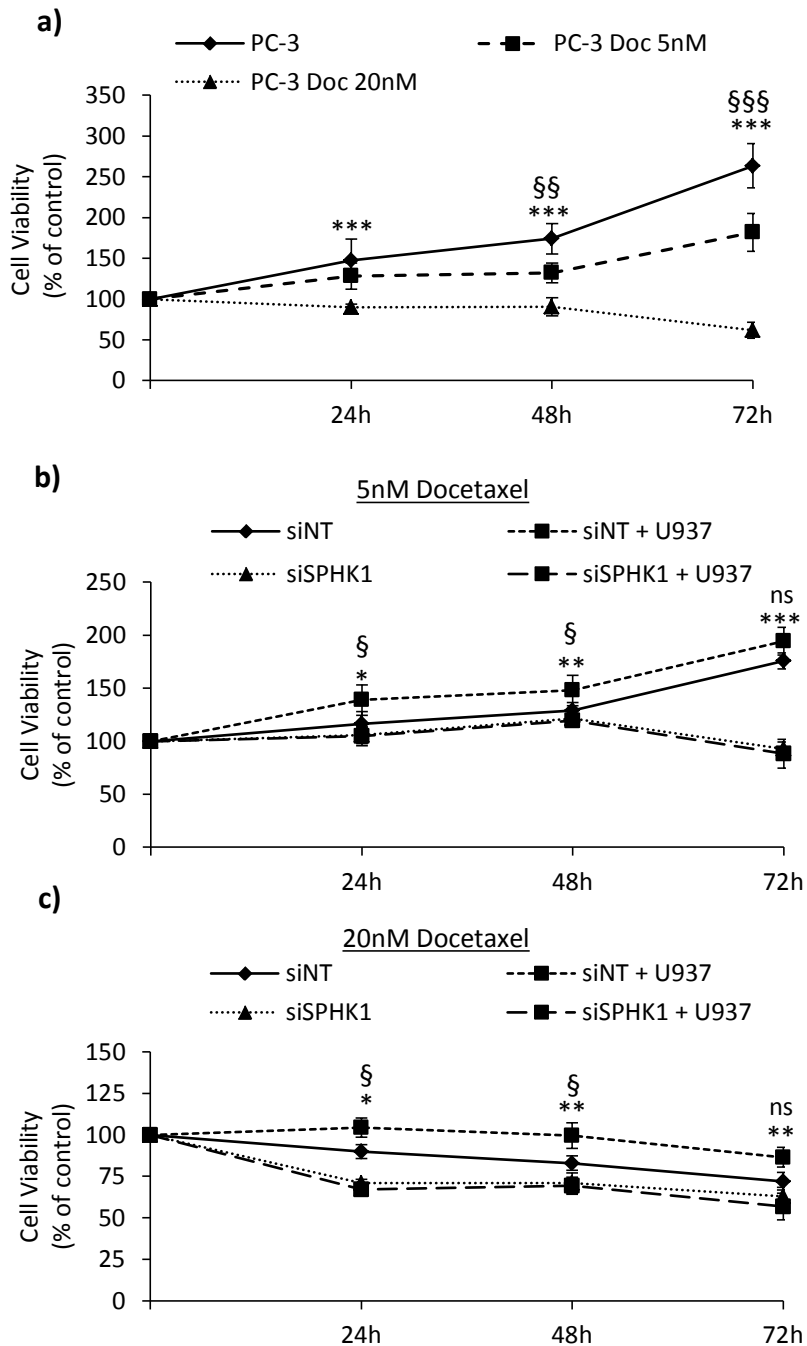 a)
PC-3
PC-3 Doc 5nM
PC-3 Doc 20nM
350
300
250
200
150
100
50
0
Cell Viability
(% of control)
***
§§
***
§§§
***
24h
48h
72h
b)
5nM Docetaxel
siNT
siNT + U937
siSPHK1
siSPHK1 + U937
250
200
150
100
50
0
Cell Viability
(% of control)
§
*
§
**
ns
***
24h
48h
72h
c)
20nM Docetaxel
siNT
siNT + U937
siSPHK1
siSPHK1 + U937
150
125
100
75
50
25
0
Cell Viability
(% of control)
§
*
§
**
ns
**
24h
48h
72h